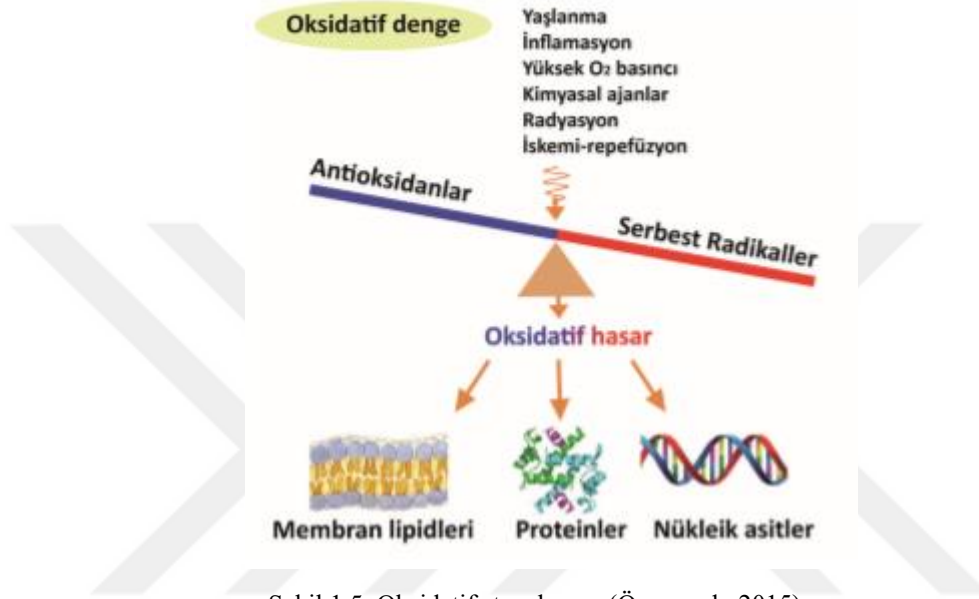 Oksidatif denge
Yaşlanma
İnflamasyon
Yüksek O₂ basıncı
Kimyasal ajanlar
Radyasyon
İskemi-repefüzyon
Antioksidanlar
Serbest Radikaller
Oksidatif hasar
Membran lipidleri
Proteinler
Nükleik asitler